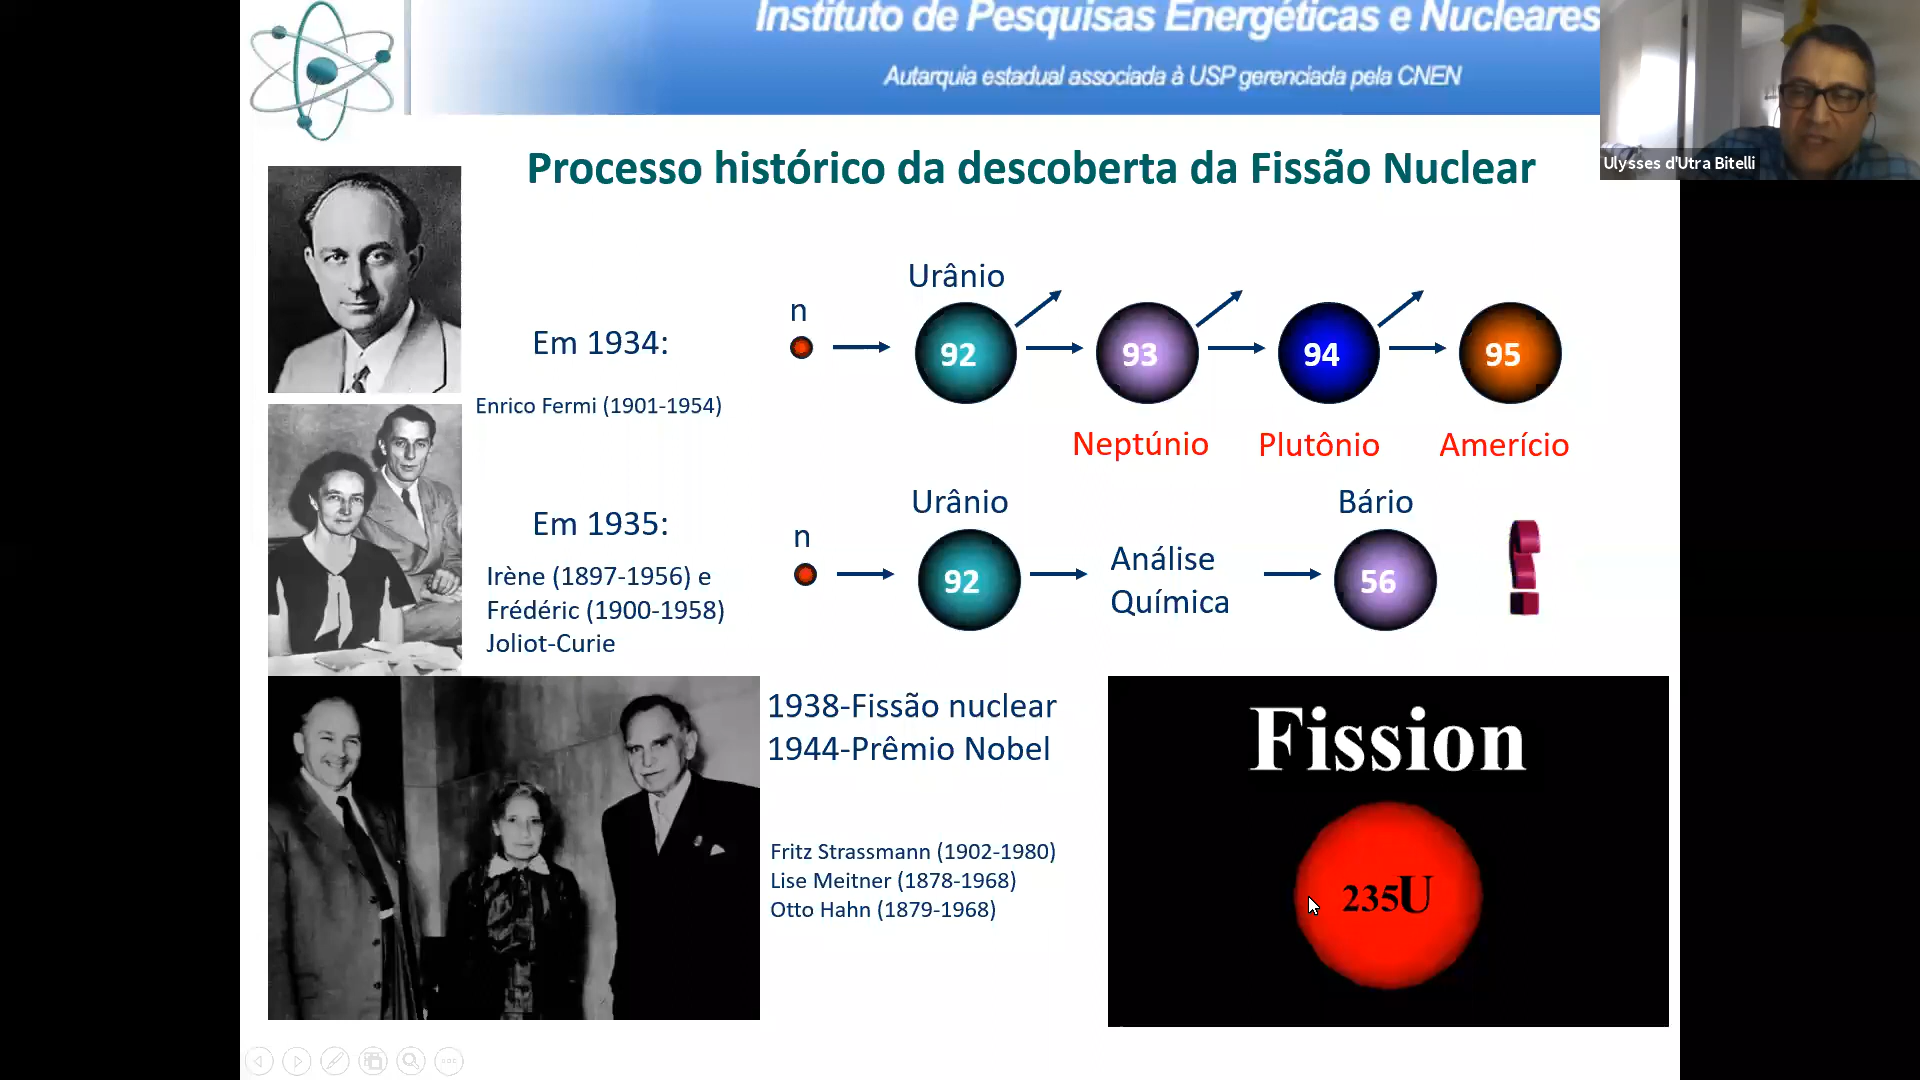 Instituto de Pesquisas Energéticas e Nucleares
Autarquia estadual associada à USP gerenciada pela CNEN
Ulysses d'Utra Bitelli
Processo histórico da descoberta da Fissão Nuclear
Em 1934:
Enrico Fermi (1901-1954)
n
Urânio
92
93
94
95
Neptúnio
Plutônio
Amerício
Em 1935:
Irène (1897-1956) e
Frédéric (1900-1958)
Joliot-Curie
n
Urânio
92
Análise
Química
Bário
56
?
1938-Fissão nuclear
1944-Prêmio Nobel
Fritz Strassmann (1902-1980)
Lise Meitner (1878-1968)
Otto Hahn (1879-1968)
Fission
235U